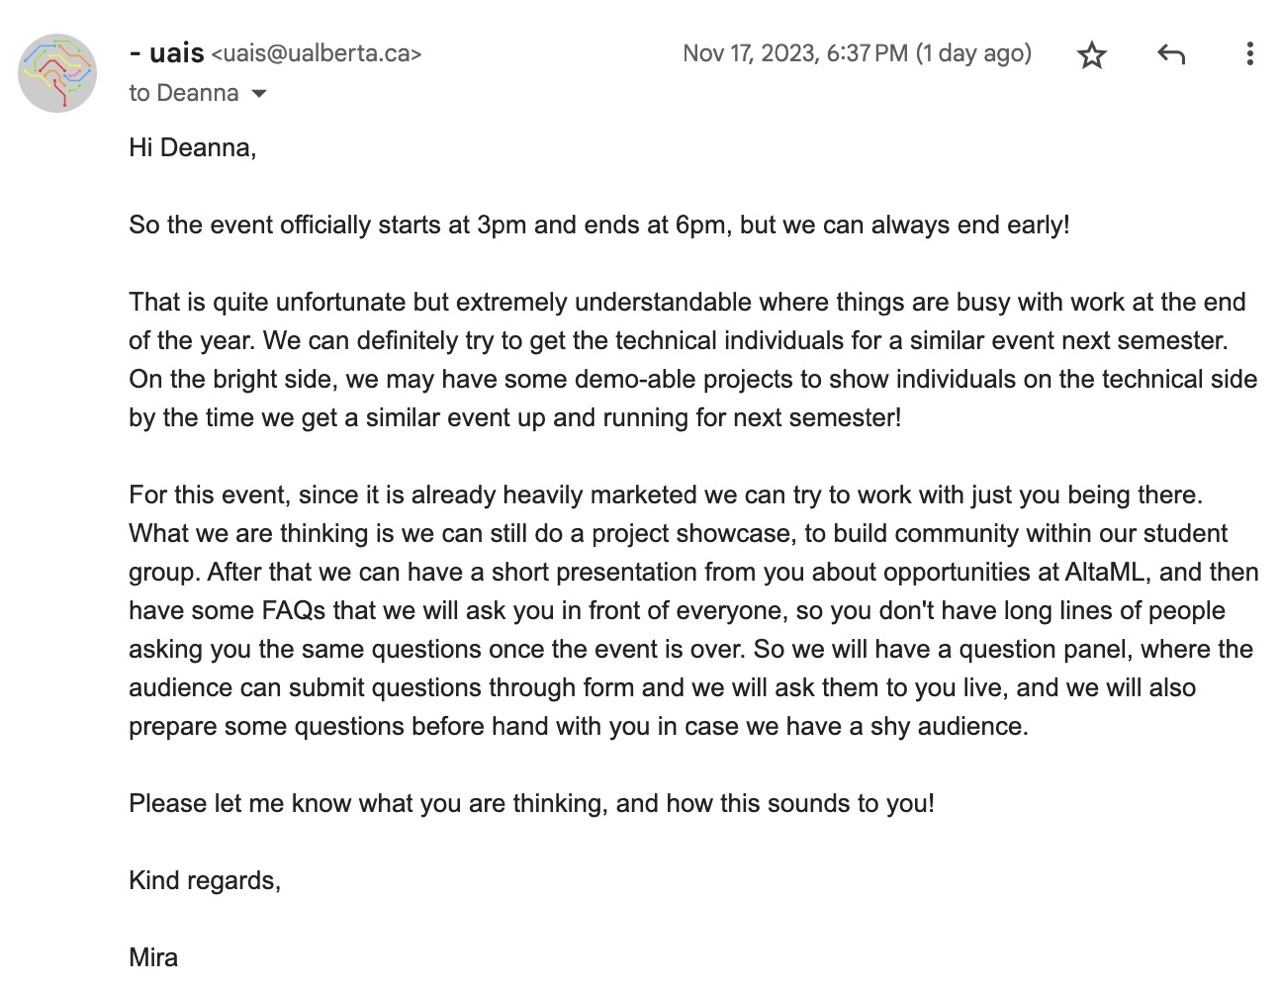 - uais <uais@ualberta.ca>
Nov 17, 2023, 6:37 PM (1 day ago)
to Deanna
Hi Deanna,
So the event officially starts at 3pm and ends at 6pm, but we can always end early!
That is quite unfortunate but extremely understandable where things are busy with work at the end
of the year. We can definitely try to get the technical individuals for a similar event next semester.
On the bright side, we may have some demo-able projects to show individuals on the technical side
by the time we get a similar event up and running for next semester!
For this event, since it is already heavily marketed we can try to work with just you being there.
What we are thinking is we can still do a project showcase, to build community within our student
group. After that we can have a short presentation from you about opportunities at AltaML, and then
have some FAQs that we will ask you in front of everyone, so you don't have long lines of people
asking you the same questions once the event is over. So we will have a question panel, where the
audience can submit questions through form and we will ask them to you live, and we will also
prepare some questions before hand with you in case we have a shy audience.
Please let me know what you are thinking, and how this sounds to you!
Kind regards,
Mira